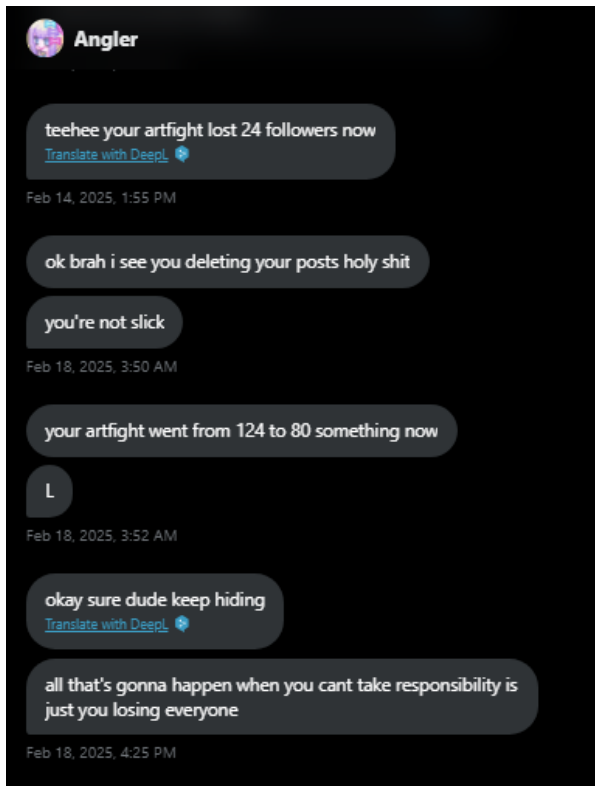 Angler
teehee your artfight lost 24 followers now
Translate with DeepL
Feb 14, 2025, 1:55 PM
ok brah i see you deleting your posts holy shit
you're not slick
Feb 18, 2025, 3:50 AM
your artfight went from 124 to 80 something now
L
Feb 18, 2025, 3:52 AM
okay sure dude keep hiding
Translate with DeepL
all that's gonna happen when you cant take responsibility is
just you losing everyone
Feb 18, 2025, 4:25 PM